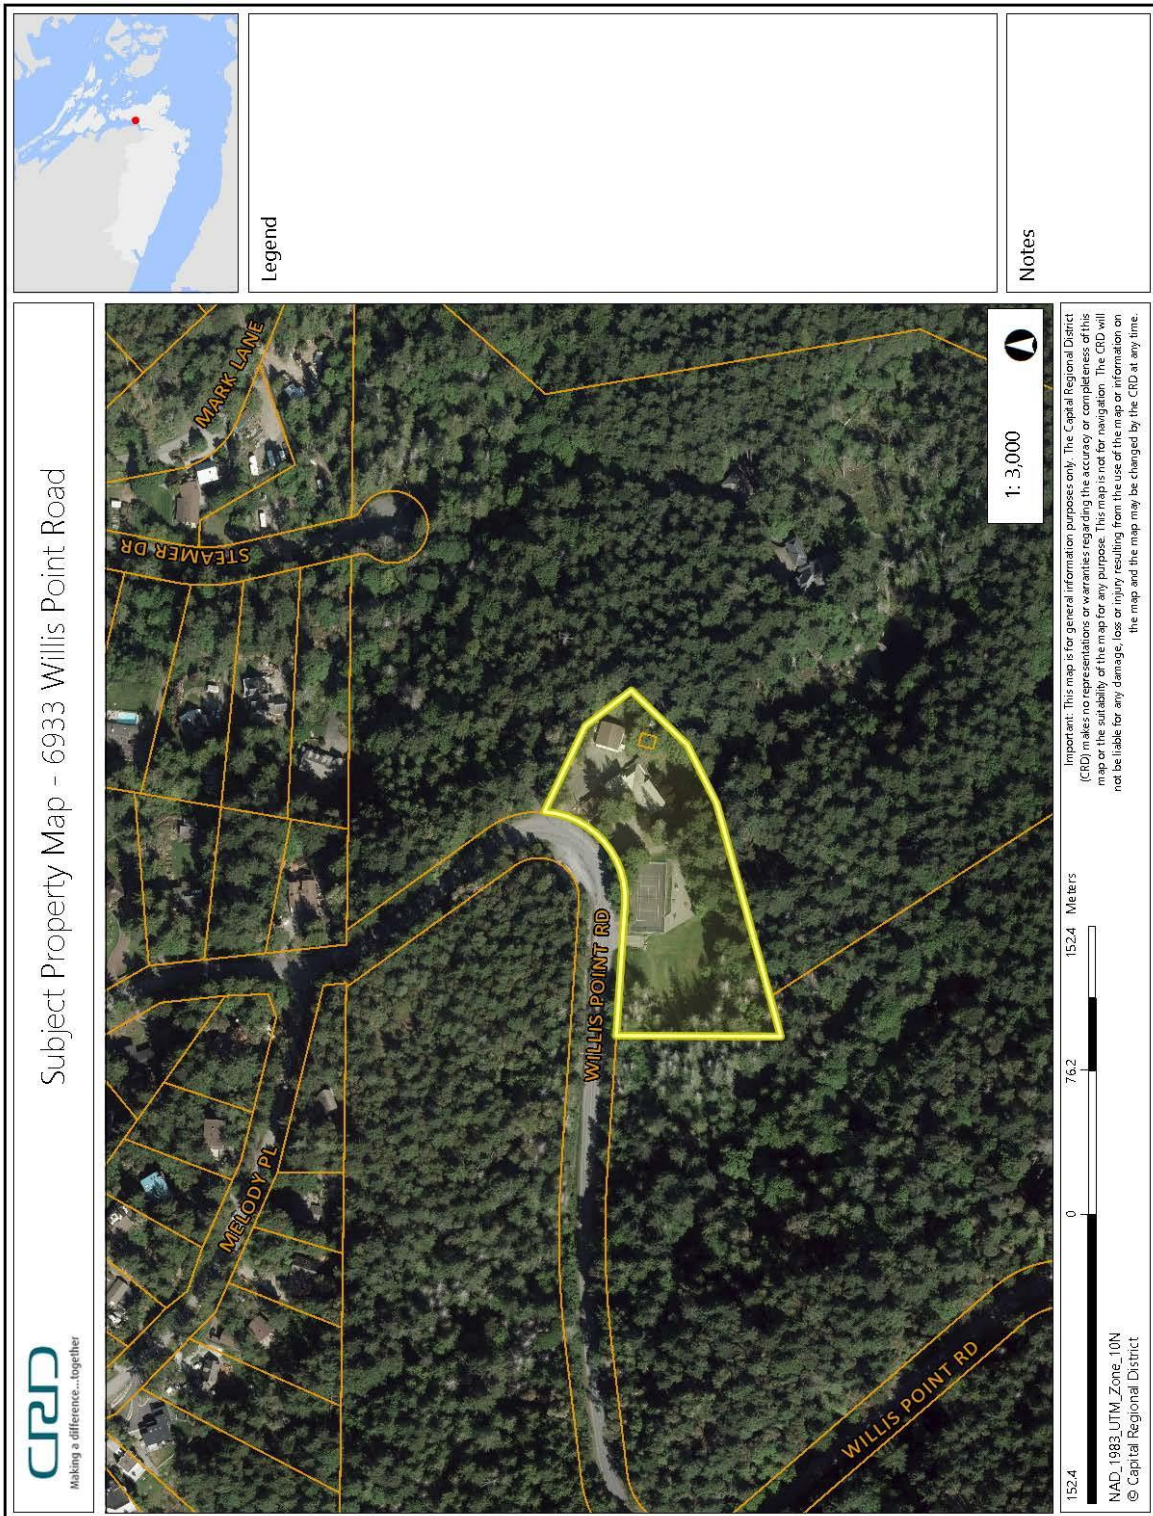 CRD
Making a difference...together
Subject Property Map - 6933 Willis Point Road
MELODY PL
STEAMER DR
MARK LANE
WILLIS POINT RD
WILLIS POINT RD
1: 3,000
Legend
Notes
152.4
0
76.2
152.4 Meters
NAD_1983_UTM_Zone_10N
© Capital Regional District
Important: This map is for general information purposes only. The Capital Regional District
(CRD) makes no representations or warranties regarding the accuracy or completeness of this
map or the suitability of the map for any purpose. This map is not for navigation. The CRD will
not be liable for any damage, loss or injury resulting from the use of the map or information on
the map and the map may be changed by the CRD at any time.